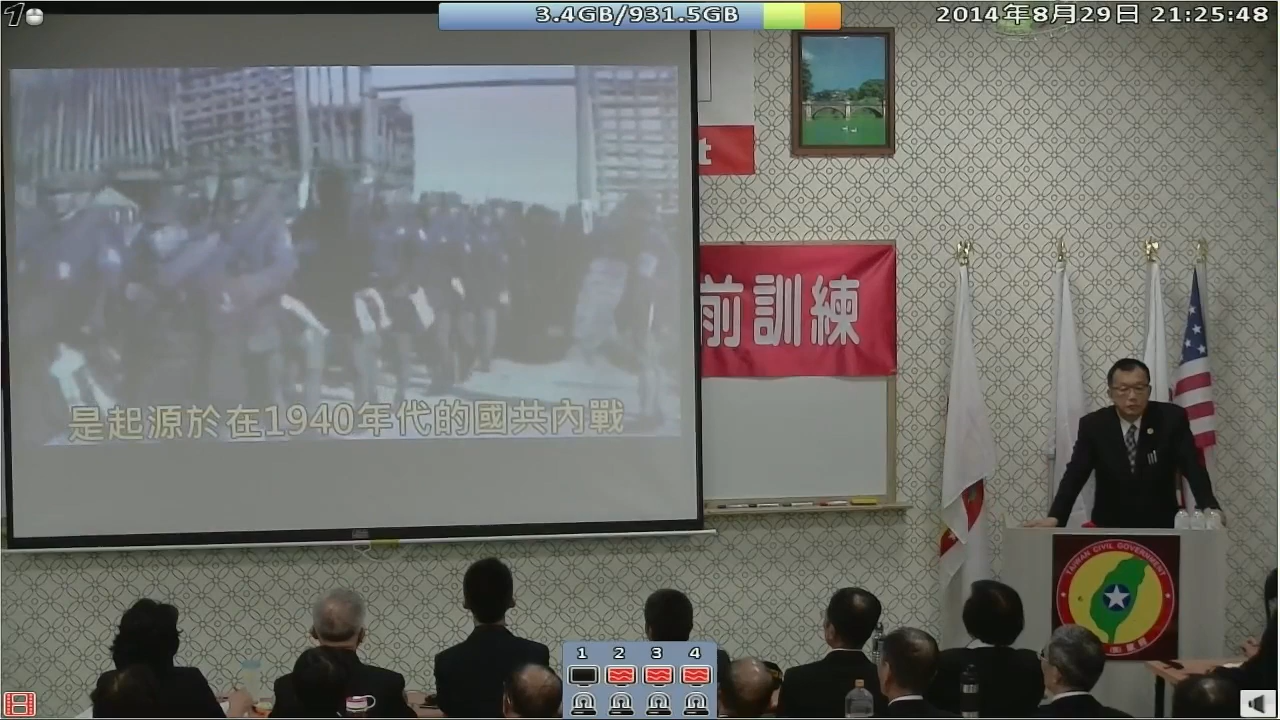 3.4GB/931.5GB
2014年8月29日 21:25:48
t
前訓練
是起源於在1940年代的國共內戰
TAIWAN CIVIL GOVERNMENT
1 2 3 4